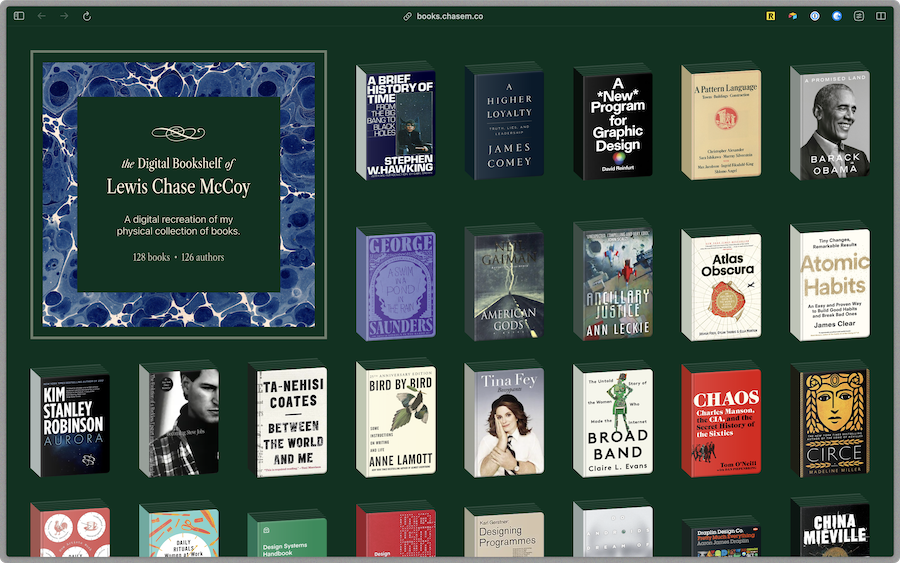 books.chasem.co
the Digital Bookshelf of
Lewis Chase McCoy
A digital recreation of my
physical collection of books.
128 books • 126 authors
A BRIEF
HISTORY OF
TIME
FROM THE
BIG
BANG TO
BLACK
HOLES
STEPHEN
W. HAWKING
A
HIGHER
LOYALTY
TRUTH, LIES, AND
LEADERSHIP
JAMES
COMEY
A
*New*
Program
for
Graphic
Design
David Reinfurt
A Pattern Language
Towns · Buildings · Construction
Christopher Alexander
Sara Ishikawa · Murray Silverstein
A PROMISED LAND
BARACK
OBAMA
GEORGE
A SWIM
IN A
POND
IN THE
RAIN
SAUNDERS
NEIL
GAIMAN
AMERICAN
GODS
ANCILLARY
JUSTICE
ANN LECKIE
Atlas
Obscura
Tiny Changes,
Remarkable Results
Atomic
Habits
An Easy and Proven Way
to Build Good Habits
and Break Bad Ones
James Clear
KIM
STANLEY
ROBINSON
AURORA
Becoming Steve Jobs
TA-NEHISI
COATES
BETWEEN
THE WORLD
AND ME
BIRD BY BIRD
SOME
INSTRUCTIONS
ON WRITING
AND LIFE
ANNE LAMOTT
Tina Fey
Bossypants
The Untold Story of
the Women Who
Made the Internet
BROAD
BAND
Claire L. Evans
CHAOS
Charles Manson,
the CIA, and the
Secret History of
the Sixties
Tom O'Neill
CIRCE
MADELINE MILLER
DAILY
RITUALS
Women at Work
Design Systems
Handbook
Design
Karl Gerstner
Designing
Programmes
Draplin Design Co.
Pretty Much Everything
Aaron James Draplin
CHINA
MIÉVILLE